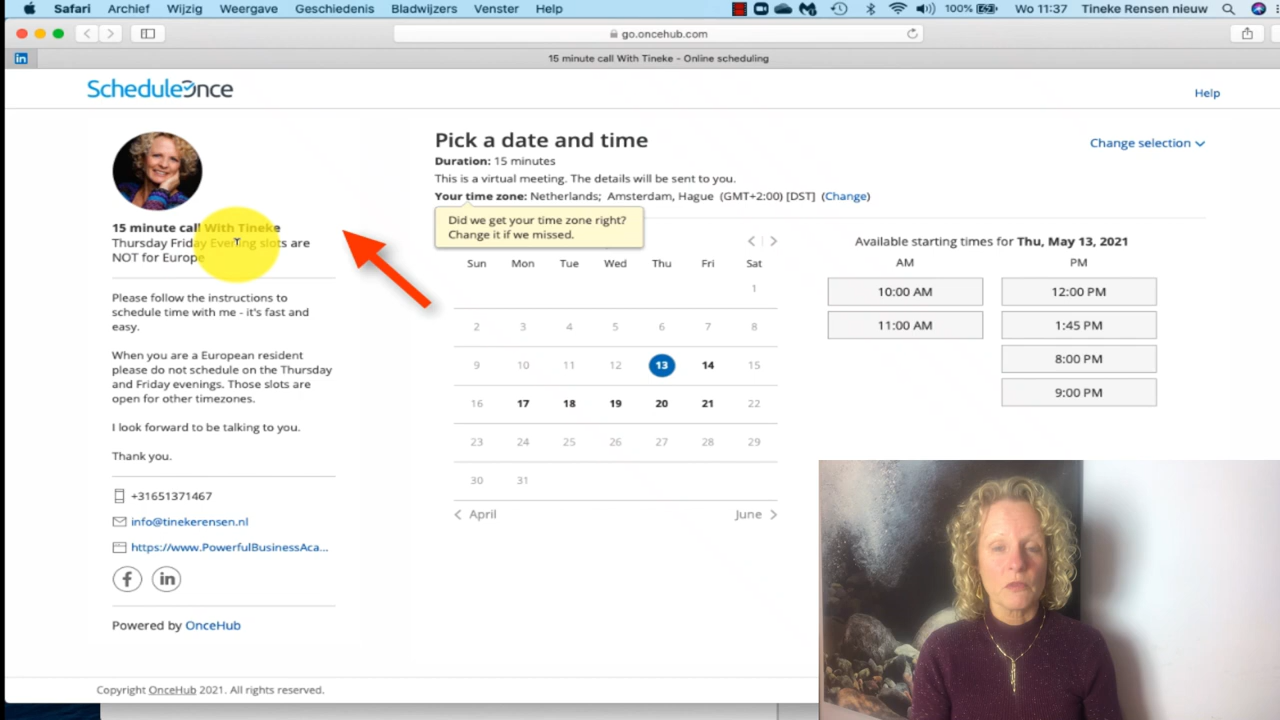 Safari Archief Wijzig Weergave Geschiedenis Bladwijzers Venster Help 100% Wo 11:37 Tineke Rensen nieuw
go.oncehub.com
in 15 minute call With Tineke - Online scheduling
ScheduleOnce
Help
Pick a date and time
Change selection
Duration: 15 minutes
This is a virtual meeting. The details will be sent to you.
Your time zone: Netherlands; Amsterdam, Hague (GMT+2:00) [DST] (Change)
Did we get your time zone right?
Change it if we missed.
15 minute call With Tineke
Thursday Friday Evening slots are
NOT for Europe
Please follow the instructions to
schedule time with me - it's fast and
easy.
When you are a European resident
please do not schedule on the Thursday
and Friday evenings. Those slots are
open for other timezones.
I look forward to be talking to you.
Thank you.
+31651371467
info@tinekerensen.nl
https://www.PowerfulBusinessAca...
f in
Powered by OnceHub
Sun Mon Tue Wed Thu Fri Sat
1
2 3 4 5 6 7 8
9 10 11 12 13 14 15
16 17 18 19 20 21 22
23 24 25 26 27 28 29
30 31
< April June >
Available starting times for Thu, May 13, 2021
AM PM
10:00 AM 12:00 PM
11:00 AM 1:45 PM
8:00 PM
9:00 PM
Copyright OnceHub 2021. All rights reserved.